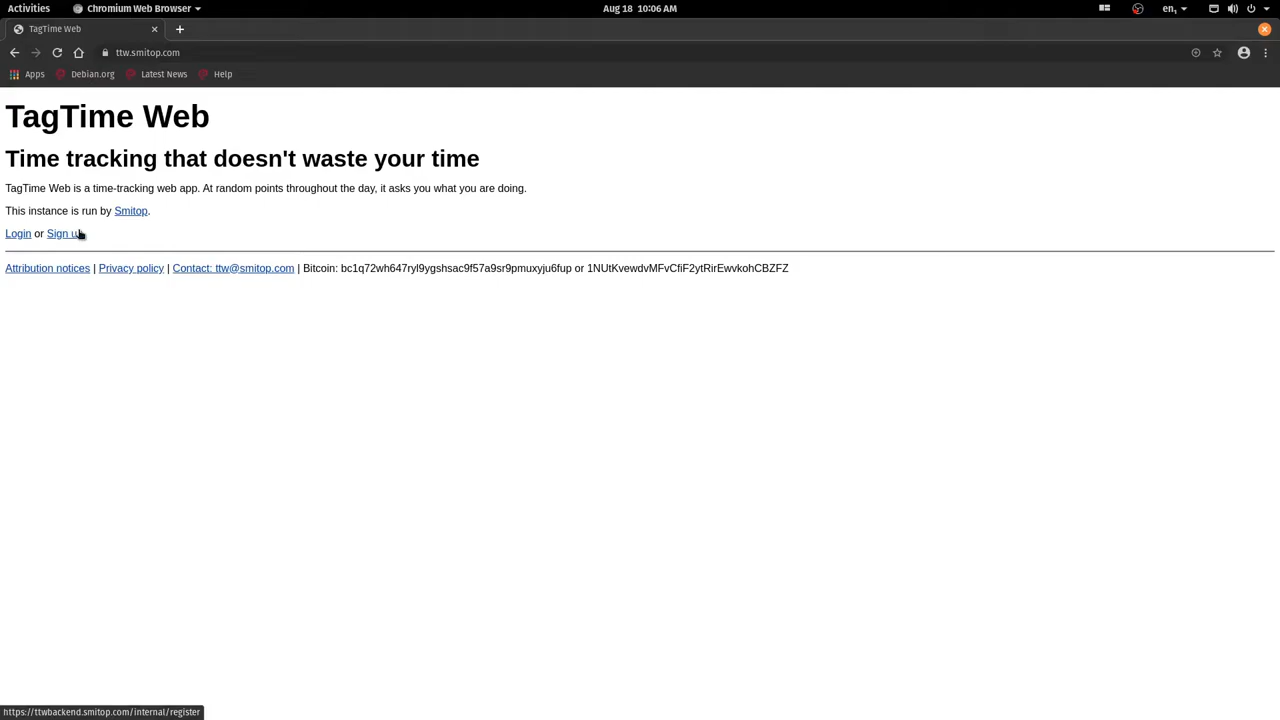 Activities Chromium Web Browser Aug 18 10:06 AM en₁
TagTime Web
ttw.smitop.com
Apps Debian.org Latest News Help
TagTime Web
Time tracking that doesn't waste your time
TagTime Web is a time-tracking web app. At random points throughout the day, it asks you what you are doing.
This instance is run by Smitop.
Login or Sign up
Attribution notices | Privacy policy | Contact: ttw@smitop.com | Bitcoin: bc1q72wh647ryl9ygshsac9f57a9sr9pmuxyju6fup or 1NUtKvewdvMFvCfiF2ytRirEwvkohCBZFZ
https://ttwbackend.smitop.com/internal/register